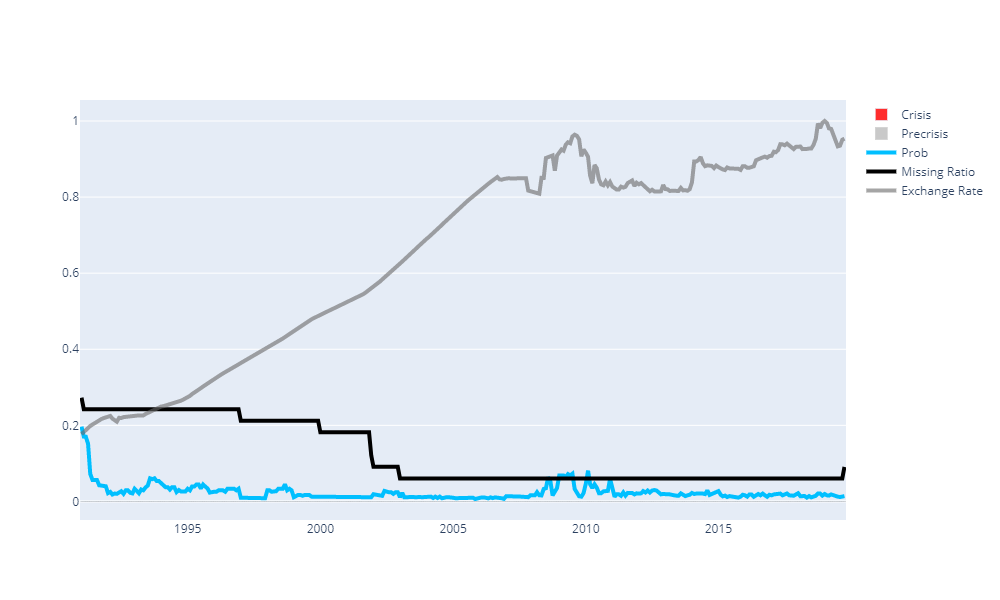 1
0.8
0.6
0.4
0.2
0
1995
2000
2005
2010
2015
Crisis
Precrisis
Prob
Missing Ratio
Exchange Rate